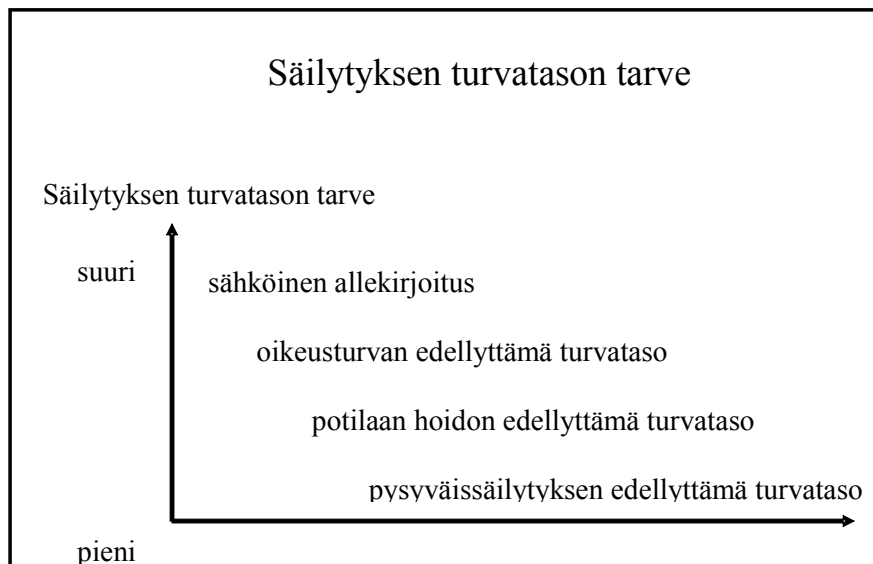 Säilytyksen turvatason tarve
Säilytyksen turvatason tarve
suuri
sähköinen allekirjoitus
oikeusturvan edellyttämä turvataso
potilaan hoidon edellyttämä turvataso
pysyväissäilytyksen edellyttämä turvataso
pieni